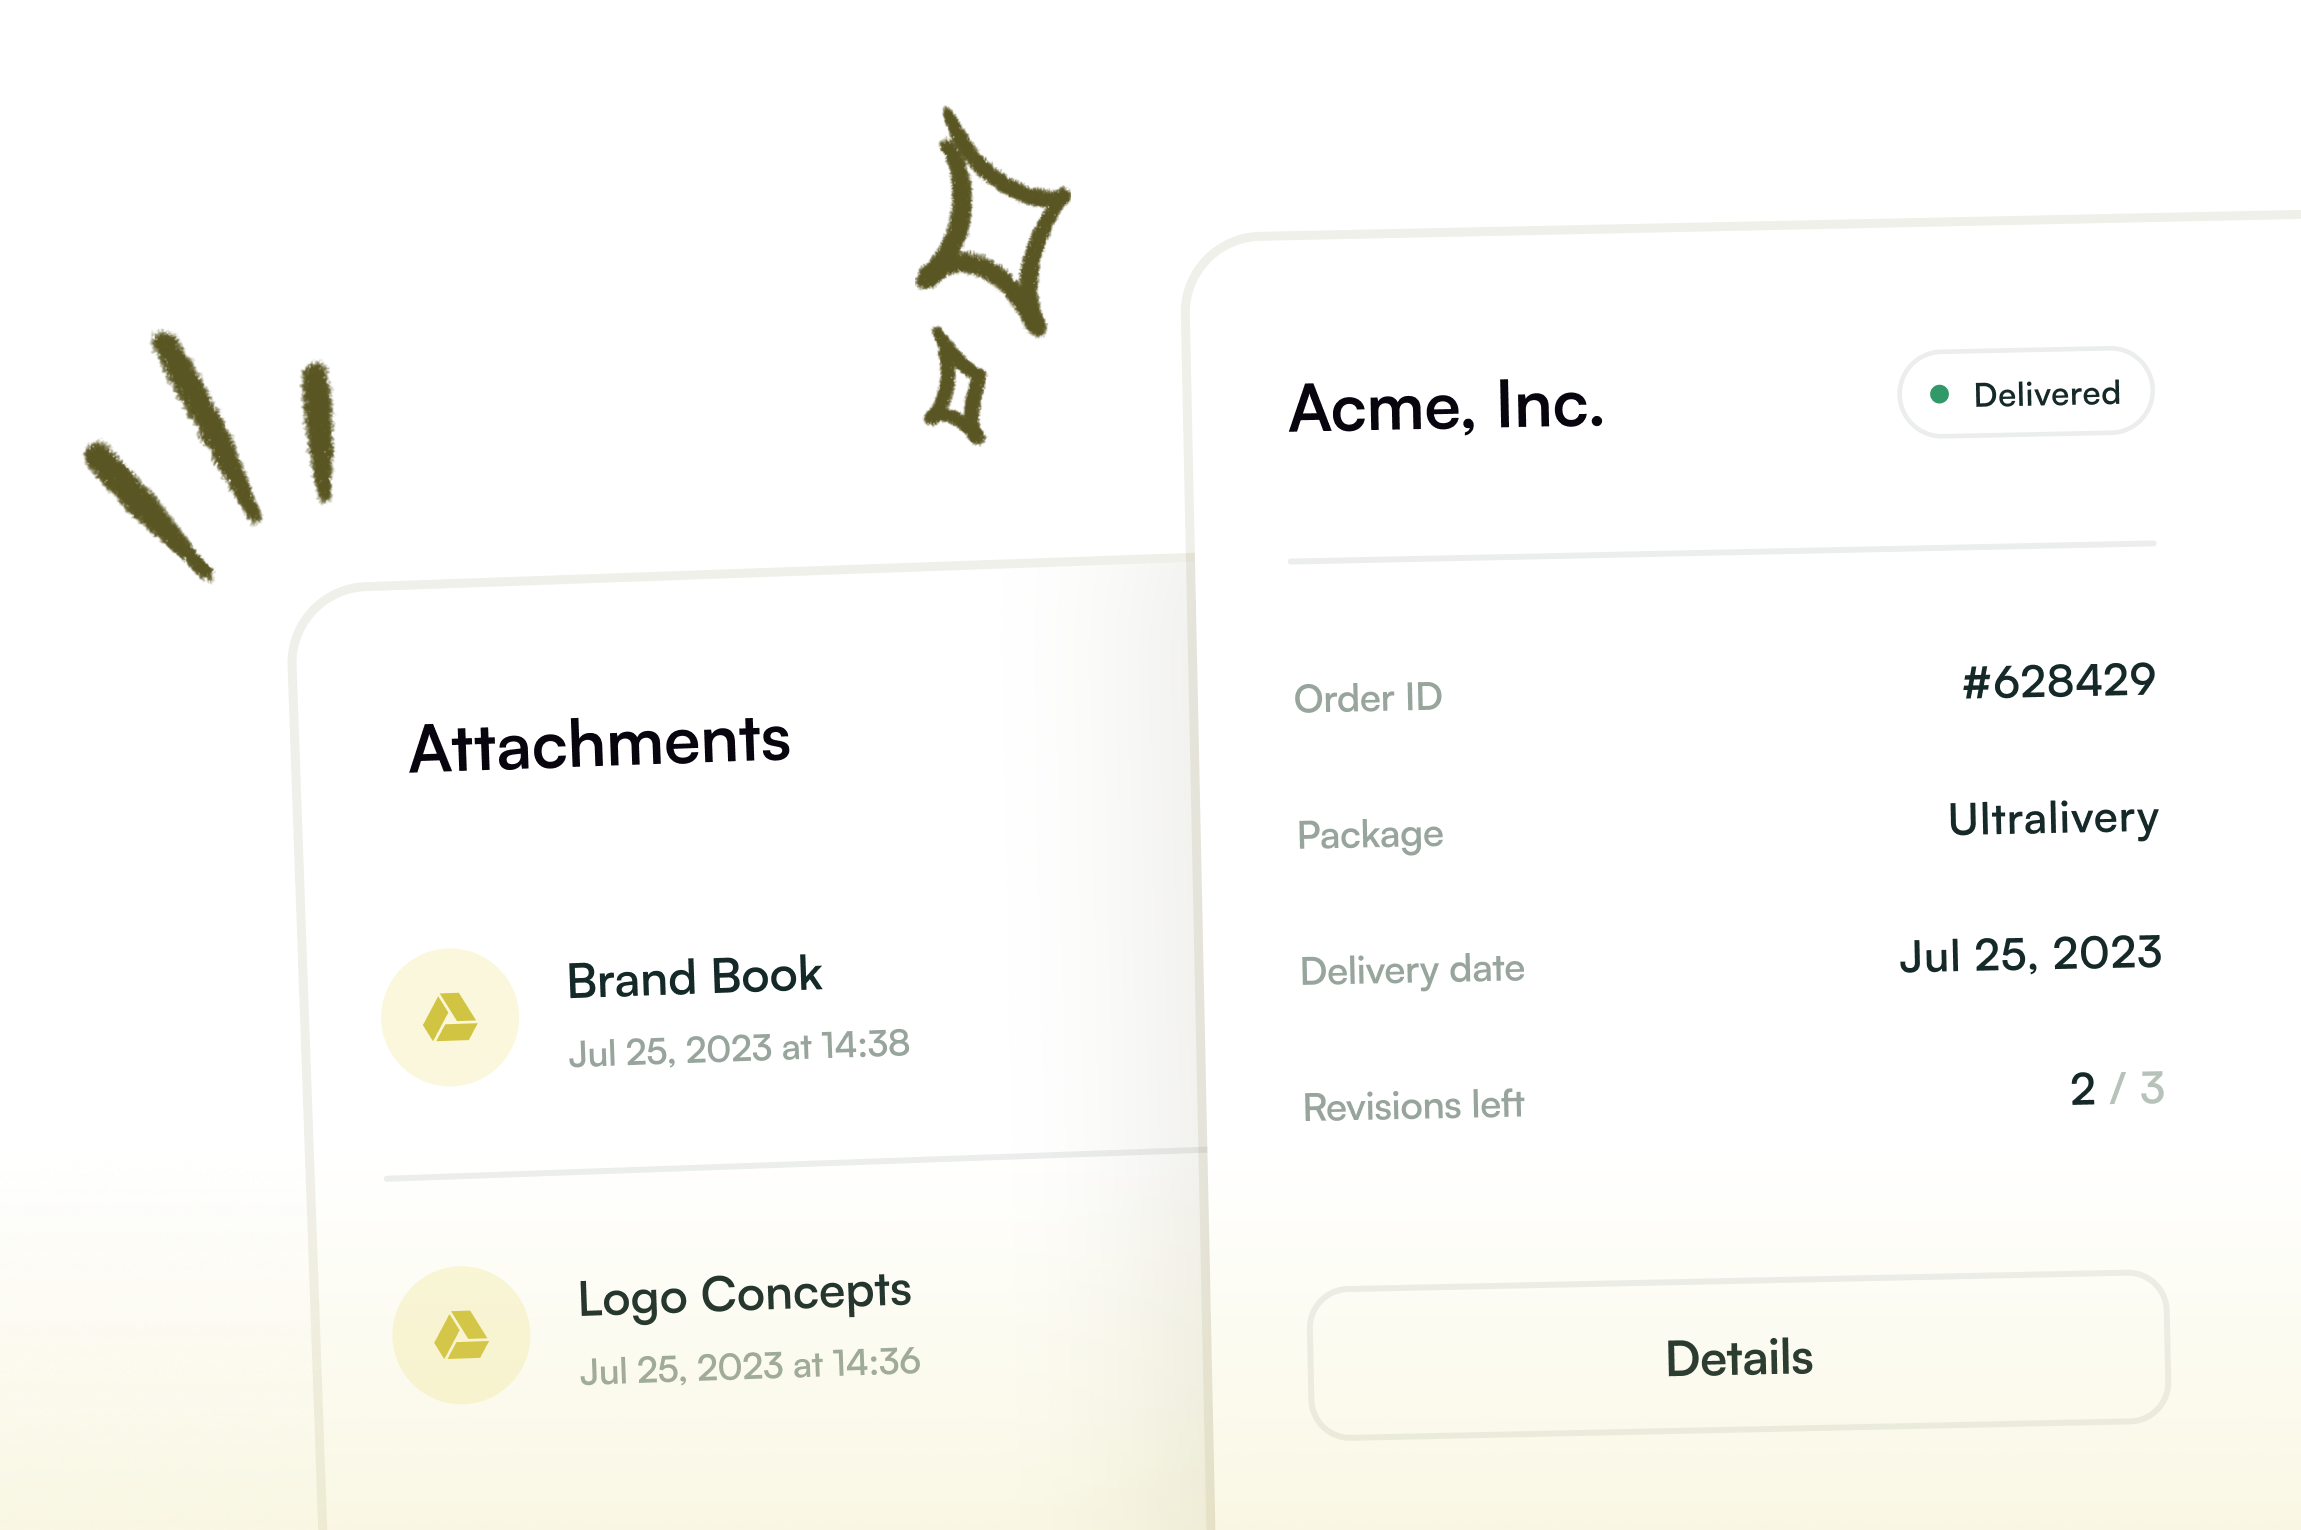 Attachments
Brand Book
Jul 25, 2023 at 14:38
Logo Concepts
Jul 25, 2023 at 14:36
Acme, Inc.
Delivered
Order ID
#628429
Package
Ultralivery
Delivery date
Jul 25, 2023
Revisions left
2 / 3
Details